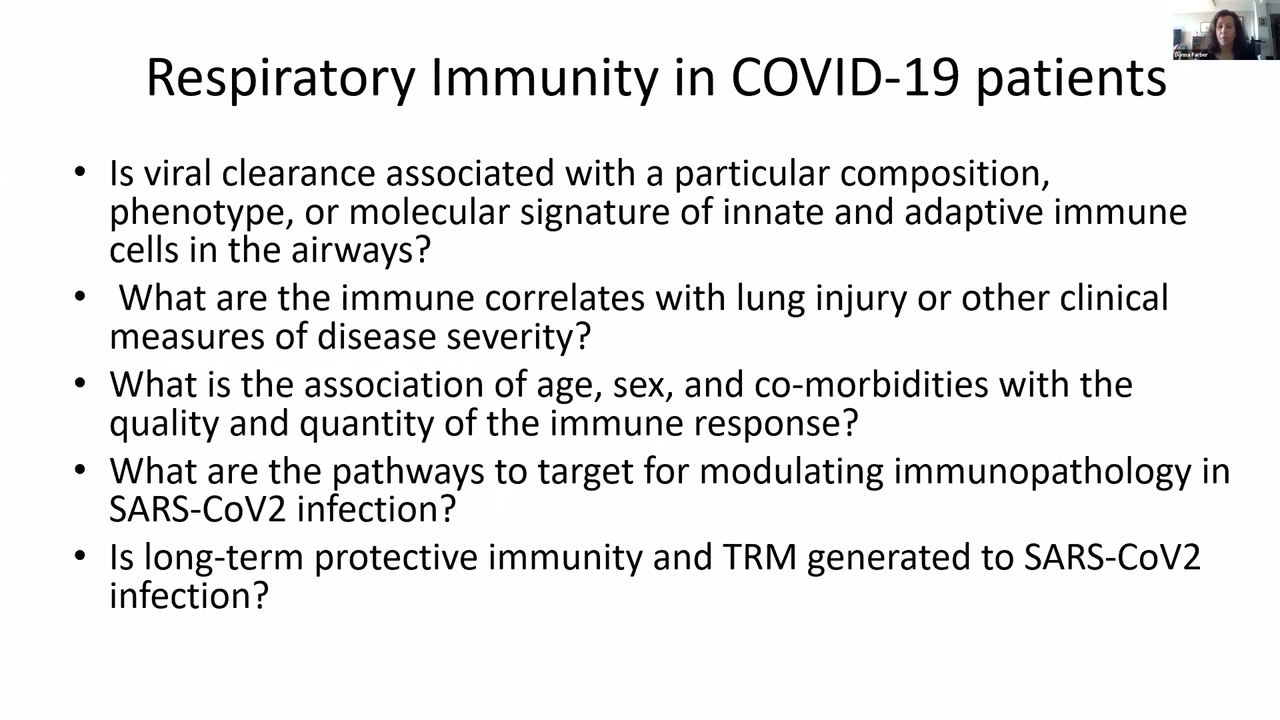 Donna Farber
Respiratory Immunity in COVID-19 patients
• Is viral clearance associated with a particular composition,
phenotype, or molecular signature of innate and adaptive immune
cells in the airways?
• What are the immune correlates with lung injury or other clinical
measures of disease severity?
• What is the association of age, sex, and co-morbidities with the
quality and quantity of the immune response?
• What are the pathways to target for modulating immunopathology in
SARS-CoV2 infection?
• Is long-term protective immunity and TRM generated to SARS-CoV2
infection?